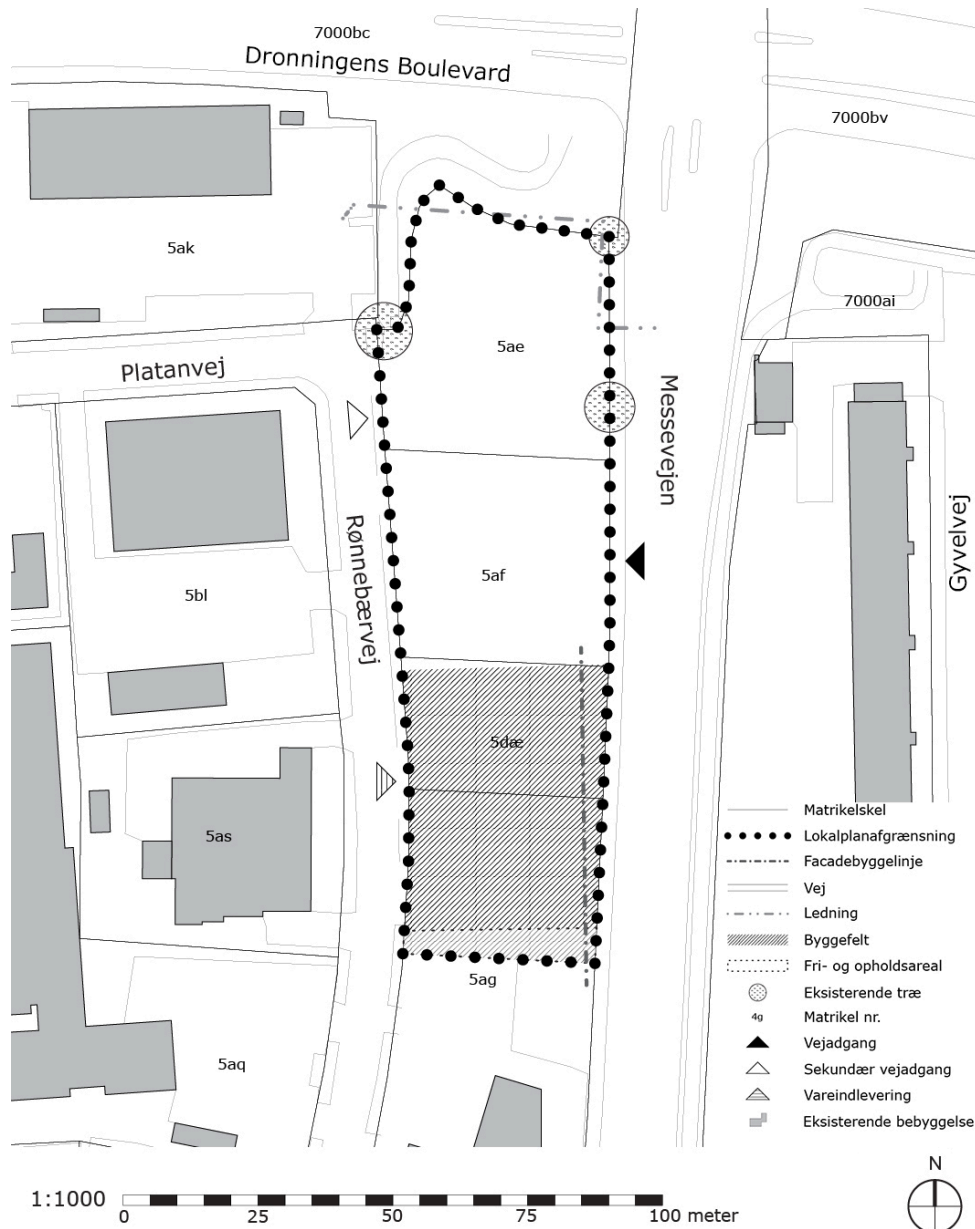 7000bc
Dronningens Boulevard
7000bv
5ak
7000ai
5ae
Platanvej
Messevejen
Rønnebærvej
5af
Gyvelvej
5bl
5dæ
5as
5ag
5aq
Matrikelskel
Lokalplanafgrænsning
Facadebyggelinje
Vej
Ledning
Byggefelt
Fri- og opholdsareal
Eksisterende træ
4g Matrikel nr.
Vejadgang
Sekundær vejadgang
Vareindlevering
Eksisterende bebyggelse
N
1:1000
0 25 50 75 100 meter